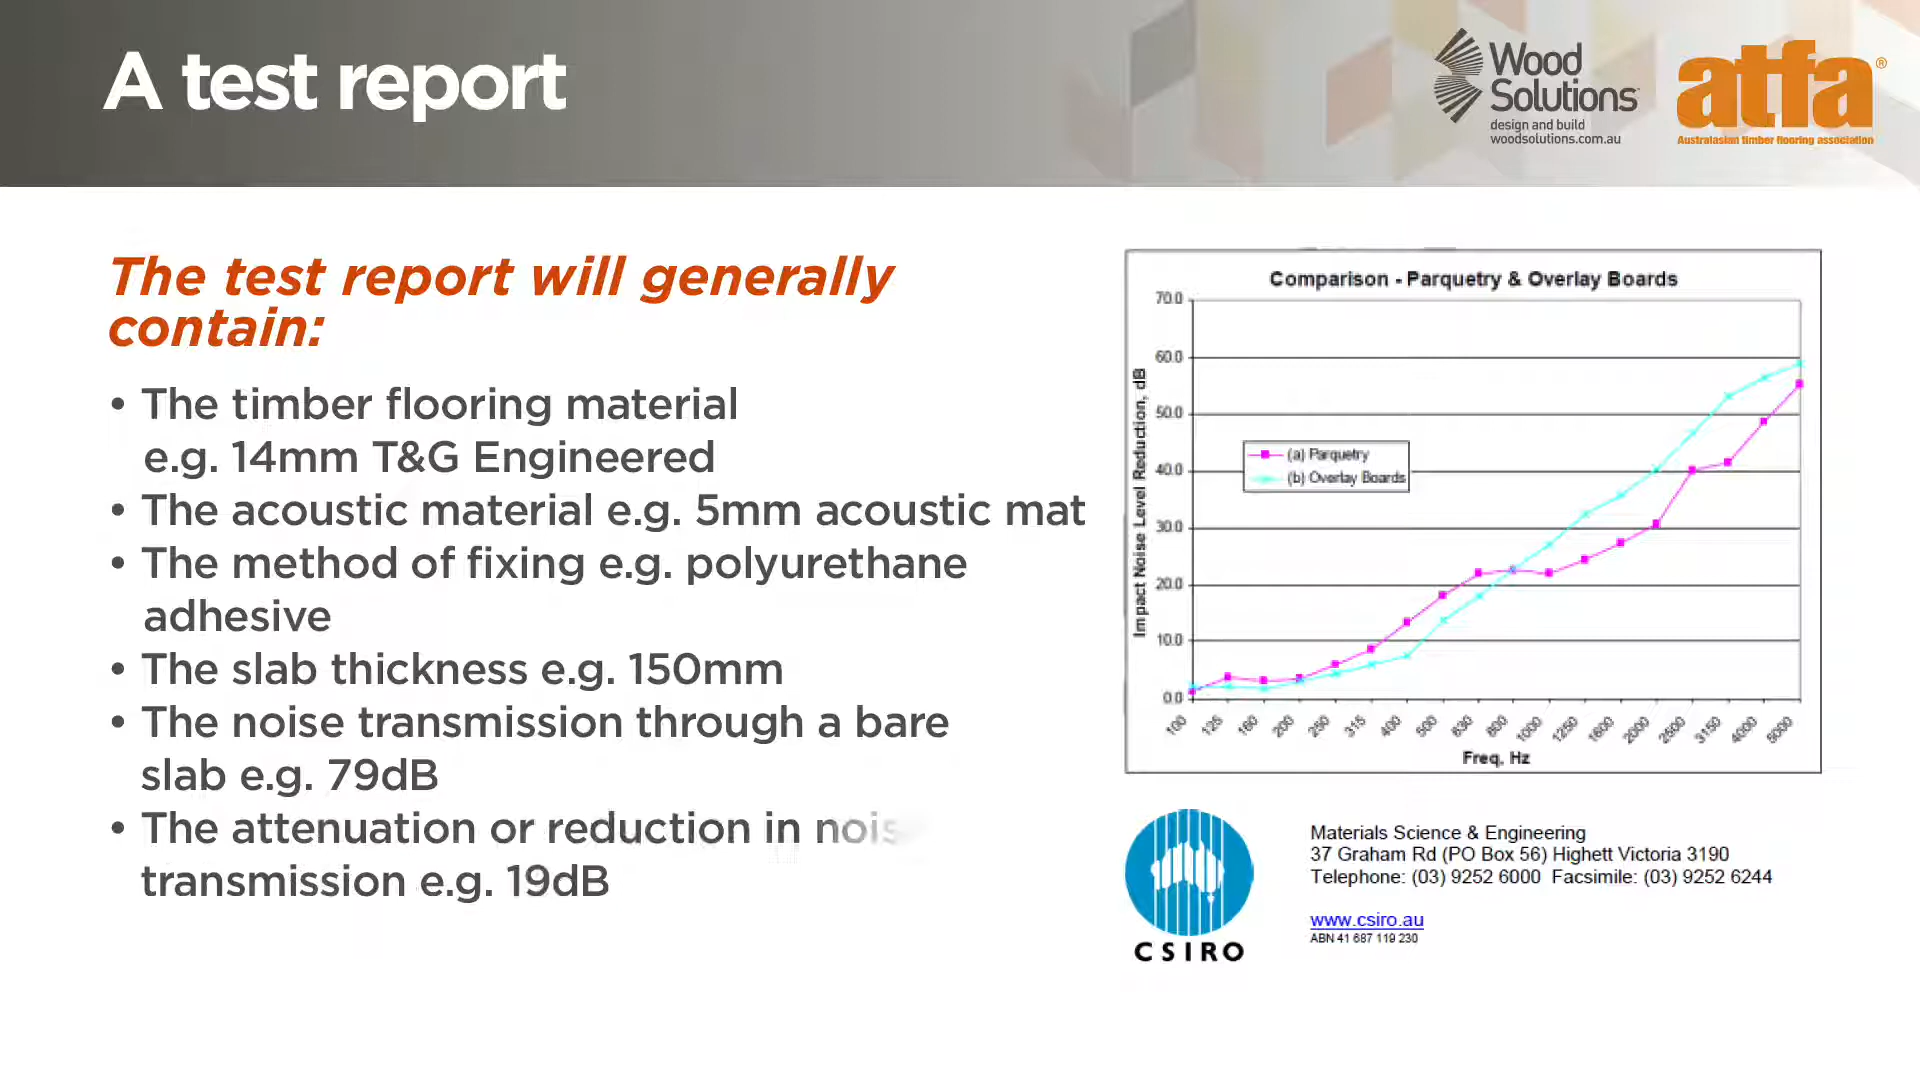 A test report
Wood
Solutions
design and build
woodsolutions.com.au
atfa®
Australasian timber flooring association
The test report will generally
contain:
• The timber flooring material
e.g. 14mm T&G Engineered
• The acoustic material e.g. 5mm acoustic mat
• The method of fixing e.g. polyurethane
adhesive
• The slab thickness e.g. 150mm
• The noise transmission through a bare
slab e.g. 79dB
• The attenuation or reduction in nois
transmission e.g. 19dB
Comparison - Parquetry & Overlay Boards
Impact Noise Level Reduction, dB
70.0
60.0
50.0
40.0
30.0
20.0
10.0
0.0
(a) Parquetry
(b) Overlay Boards
100 125 160 200 250 315 400 500 630 800 1000 1250 1600 2000 2500 3150 4000 5000
Freq, Hz
CSIRO
Materials Science & Engineering
37 Graham Rd (PO Box 56) Highett Victoria 3190
Telephone: (03) 9252 6000 Facsimile: (03) 9252 6244
www.csiro.au
ABN 41 687 119 230